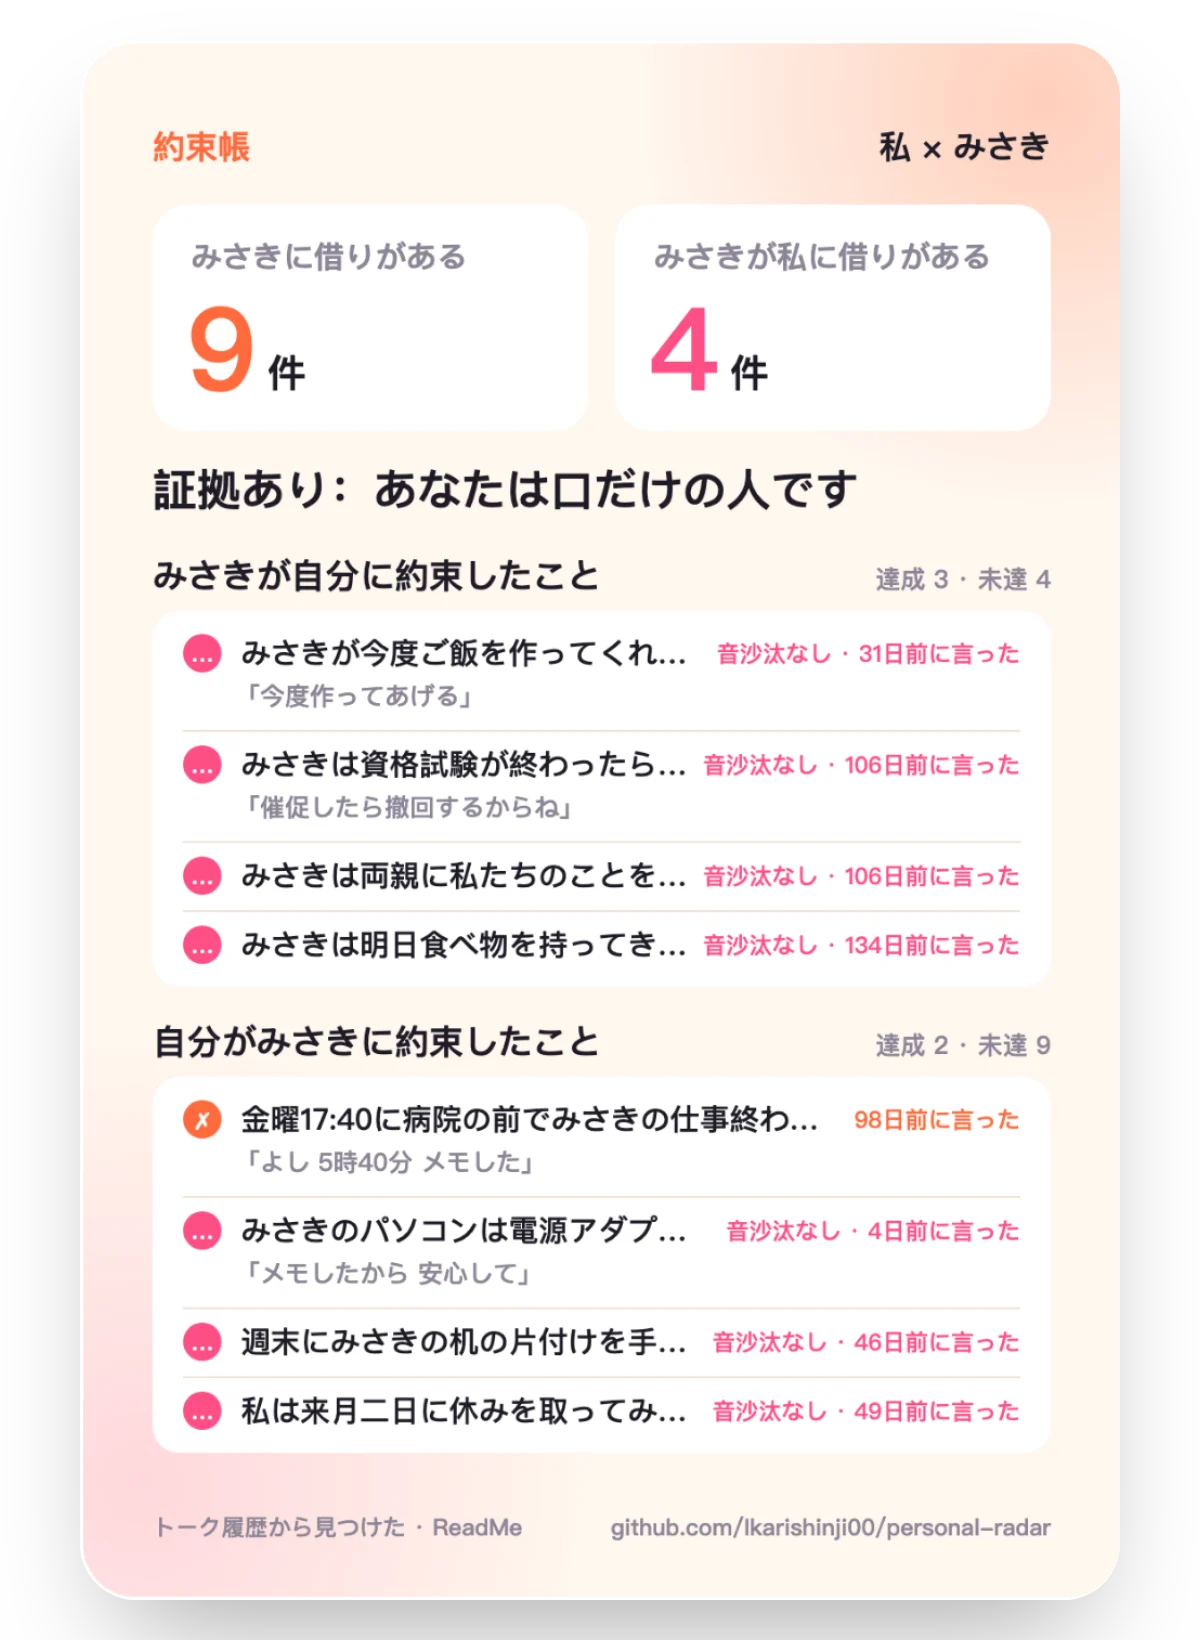 約束帳
私 × みさき
みさきに借りがある
9 件
みさきが私に借りがある
4 件
証拠あり：あなたは口だけの人です
みさきが自分に約束したこと
達成 3 · 未達 4
みさきが今度ご飯を作ってくれ…
音沙汰なし · 31日前に言った
「今度作ってあげる」
みさきは資格試験が終わったら…
音沙汰なし · 106日前に言った
「催促したら撤回するからね」
みさきは両親に私たちのことを…
音沙汰なし · 106日前に言った
みさきは明日食べ物を持ってき…
音沙汰なし · 134日前に言った
自分がみさきに約束したこと
達成 2 · 未達 9
金曜17:40に病院の前でみさきの仕事終わ…
98日前に言った
「よし 5時40分 メモした」
みさきのパソコンは電源アダプ…
音沙汰なし · 4日前に言った
「メモしたから 安心して」
週末にみさきの机の片付けを手…
音沙汰なし · 46日前に言った
私は来月二日に休みを取ってみ…
音沙汰なし · 49日前に言った
トーク履歴から見つけた · ReadMe
github.com/Ikarishinji00/personal-radar